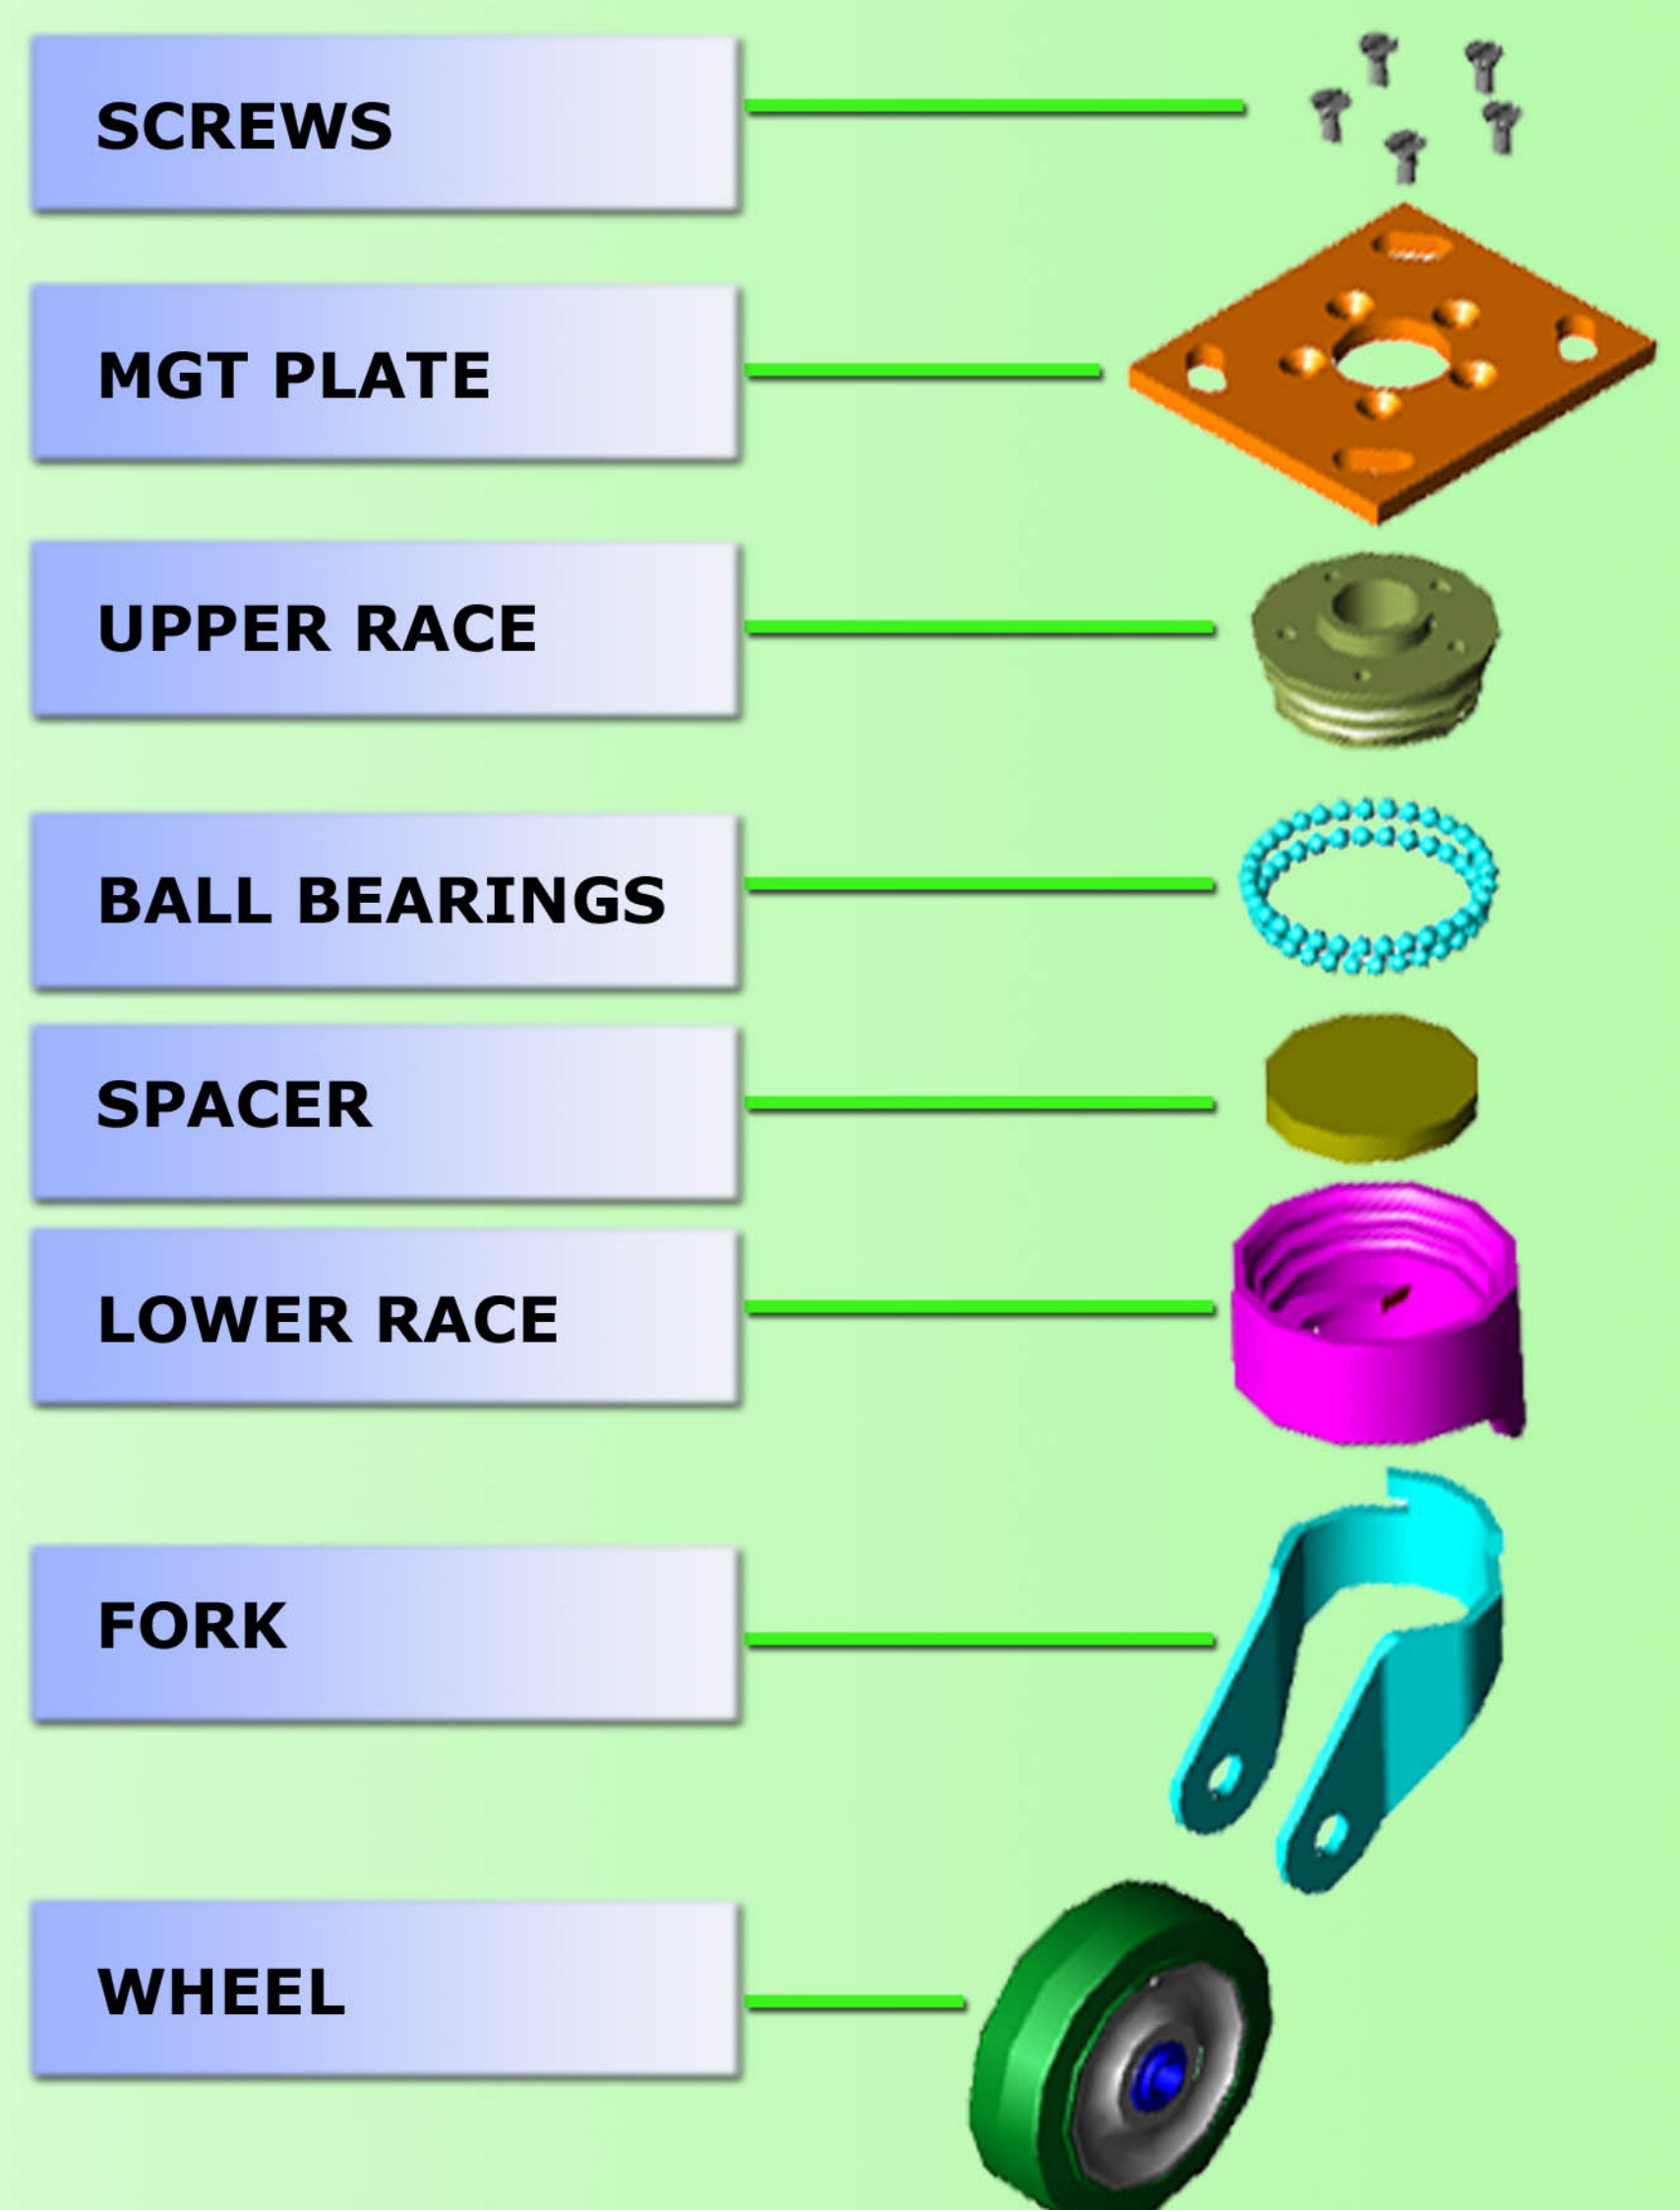 SCREWS
MGT PLATE
UPPER RACE
BALL BEARINGS
SPACER
LOWER RACE
FORK
WHEEL